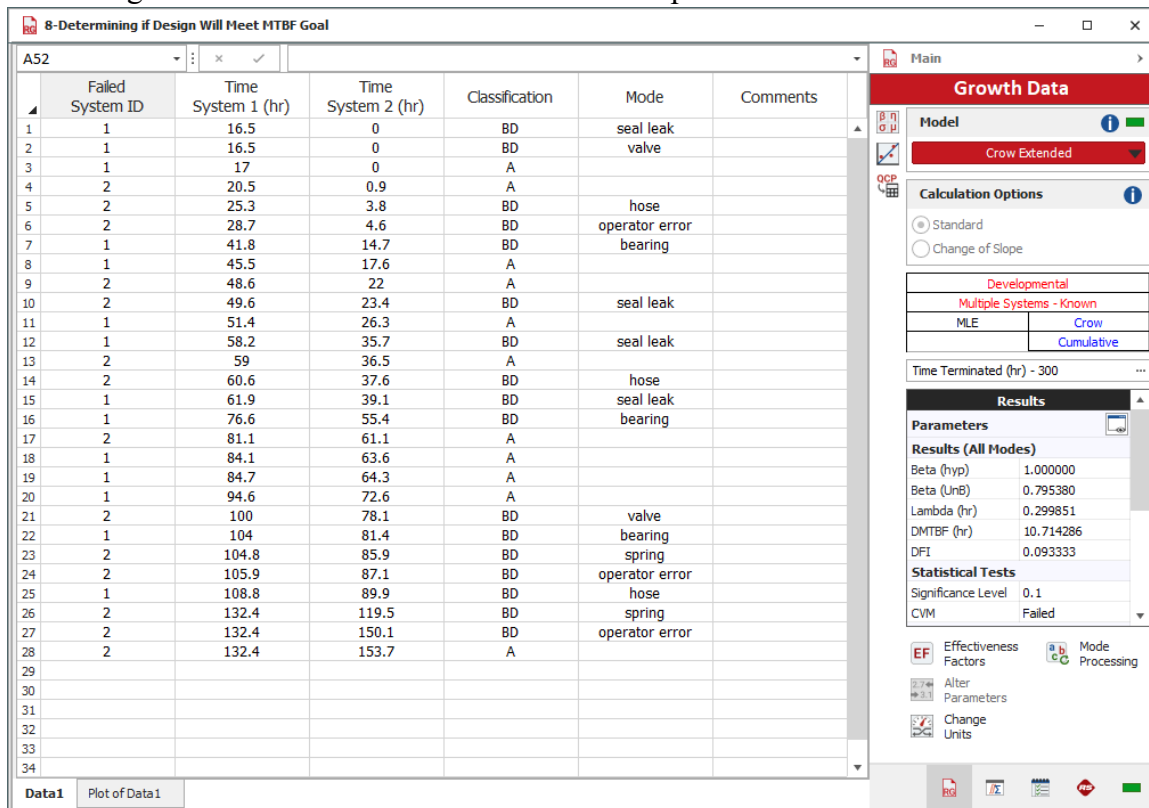 8-Determining if Design Will Meet MTBF Goal
A52
Failed System ID Time System 1 (hr) Time System 2 (hr) Classification Mode Comments
1 1 16.5 0 BD seal leak
2 1 16.5 0 BD valve
3 1 17 0 A
4 2 20.5 0.9 A
5 2 25.3 3.8 BD hose
6 2 28.7 4.6 BD operator error
7 1 41.8 14.7 BD bearing
8 1 45.5 17.6 A
9 2 48.6 22 A
10 2 49.6 23.4 BD seal leak
11 1 51.4 26.3 A
12 1 58.2 35.7 BD seal leak
13 2 59 36.5 A
14 2 60.6 37.6 BD hose
15 1 61.9 39.1 BD seal leak
16 1 76.6 55.4 BD bearing
17 2 81.1 61.1 A
18 1 84.1 63.6 A
19 1 84.7 64.3 A
20 1 94.6 72.6 A
21 2 100 78.1 BD valve
22 1 104 81.4 BD bearing
23 2 104.8 85.9 BD spring
24 2 105.9 87.1 BD operator error
25 1 108.8 89.9 BD hose
26 2 132.4 119.5 BD spring
27 2 132.4 150.1 BD operator error
28 2 132.4 153.7 A
29
30
31
32
33
34
Data1 Plot of Data1
RG Main
Growth Data
β η
σ μ
Model
Crow Extended
QCP
Calculation Options
Standard
Change of Slope
Developmental
Multiple Systems - Known
MLE Crow
Cumulative
Time Terminated (hr) - 300 ...
Results
Parameters
Results (All Modes)
Beta (hyp) 1.000000
Beta (UnB) 0.795380
Lambda (hr) 0.299851
DMTBF (hr) 10.714286
DFI 0.093333
Statistical Tests
Significance Level 0.1
CVM Failed
EF Effectiveness Factors
Mode Processing
Alter Parameters
Change Units